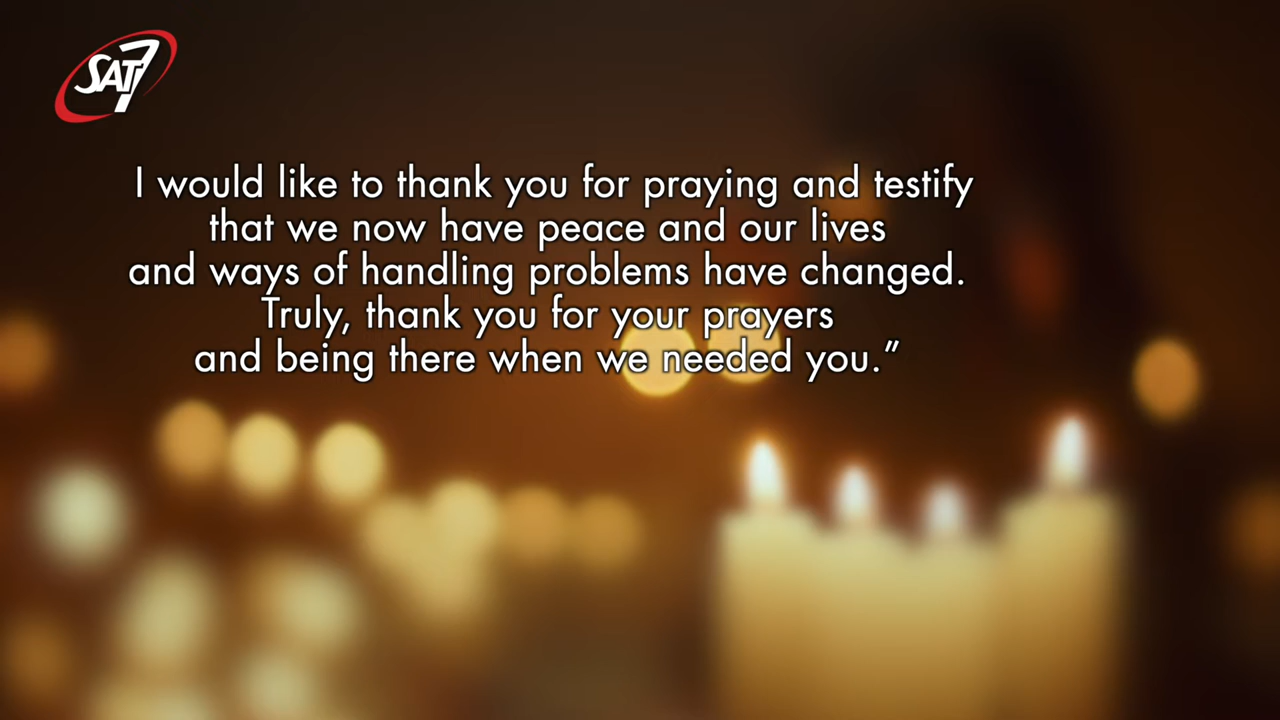 SAT7
I would like to thank you for praying and testify
that we now have peace and our lives
and ways of handling problems have changed.
Truly, thank you for your prayers
and being there when we needed you.”